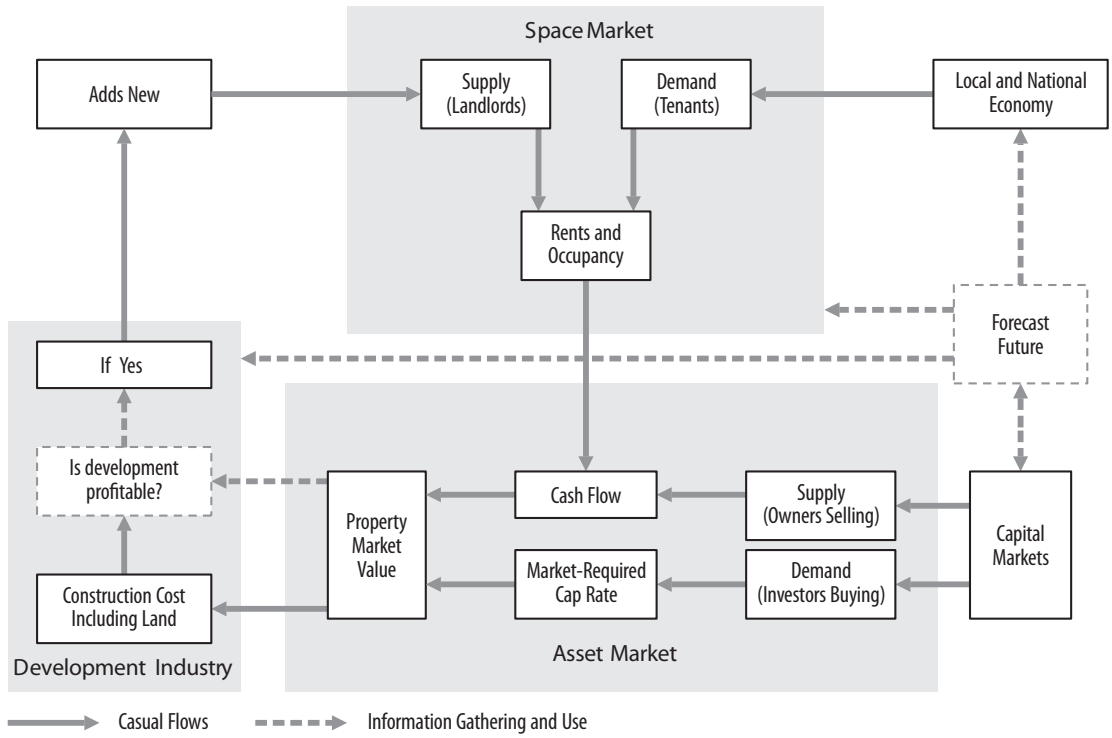 Space Market
Adds New
Supply
(Landlords)
Demand
(Tenants)
Local and National
Economy
Rents and
Occupancy
Forecast
Future
If Yes
Is development
profitable?
Construction Cost
Including Land
Development Industry
Property
Market
Value
Cash Flow
Market-Required
Cap Rate
Supply
(Owners Selling)
Demand
(Investors Buying)
Capital
Markets
Asset Market
Casual Flows
Information Gathering and Use